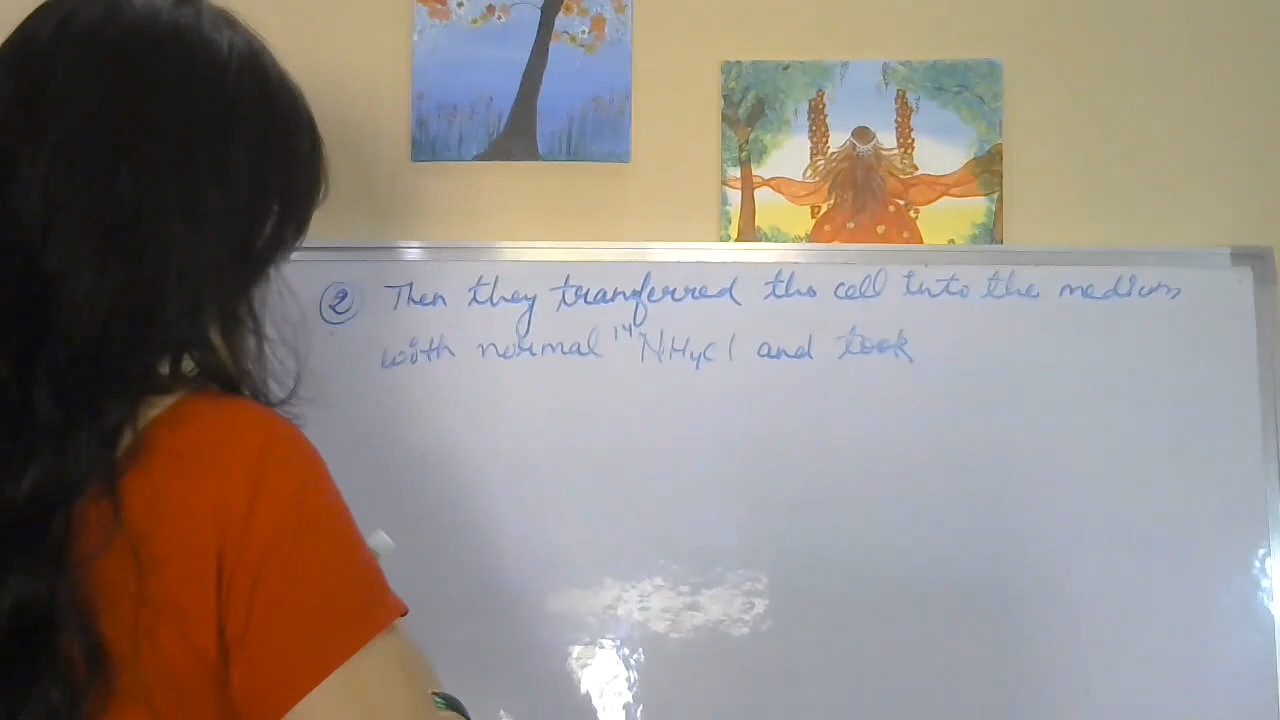 ② Then they transferred the cell into the medium
with normal ¹⁴NH₄Cl and took